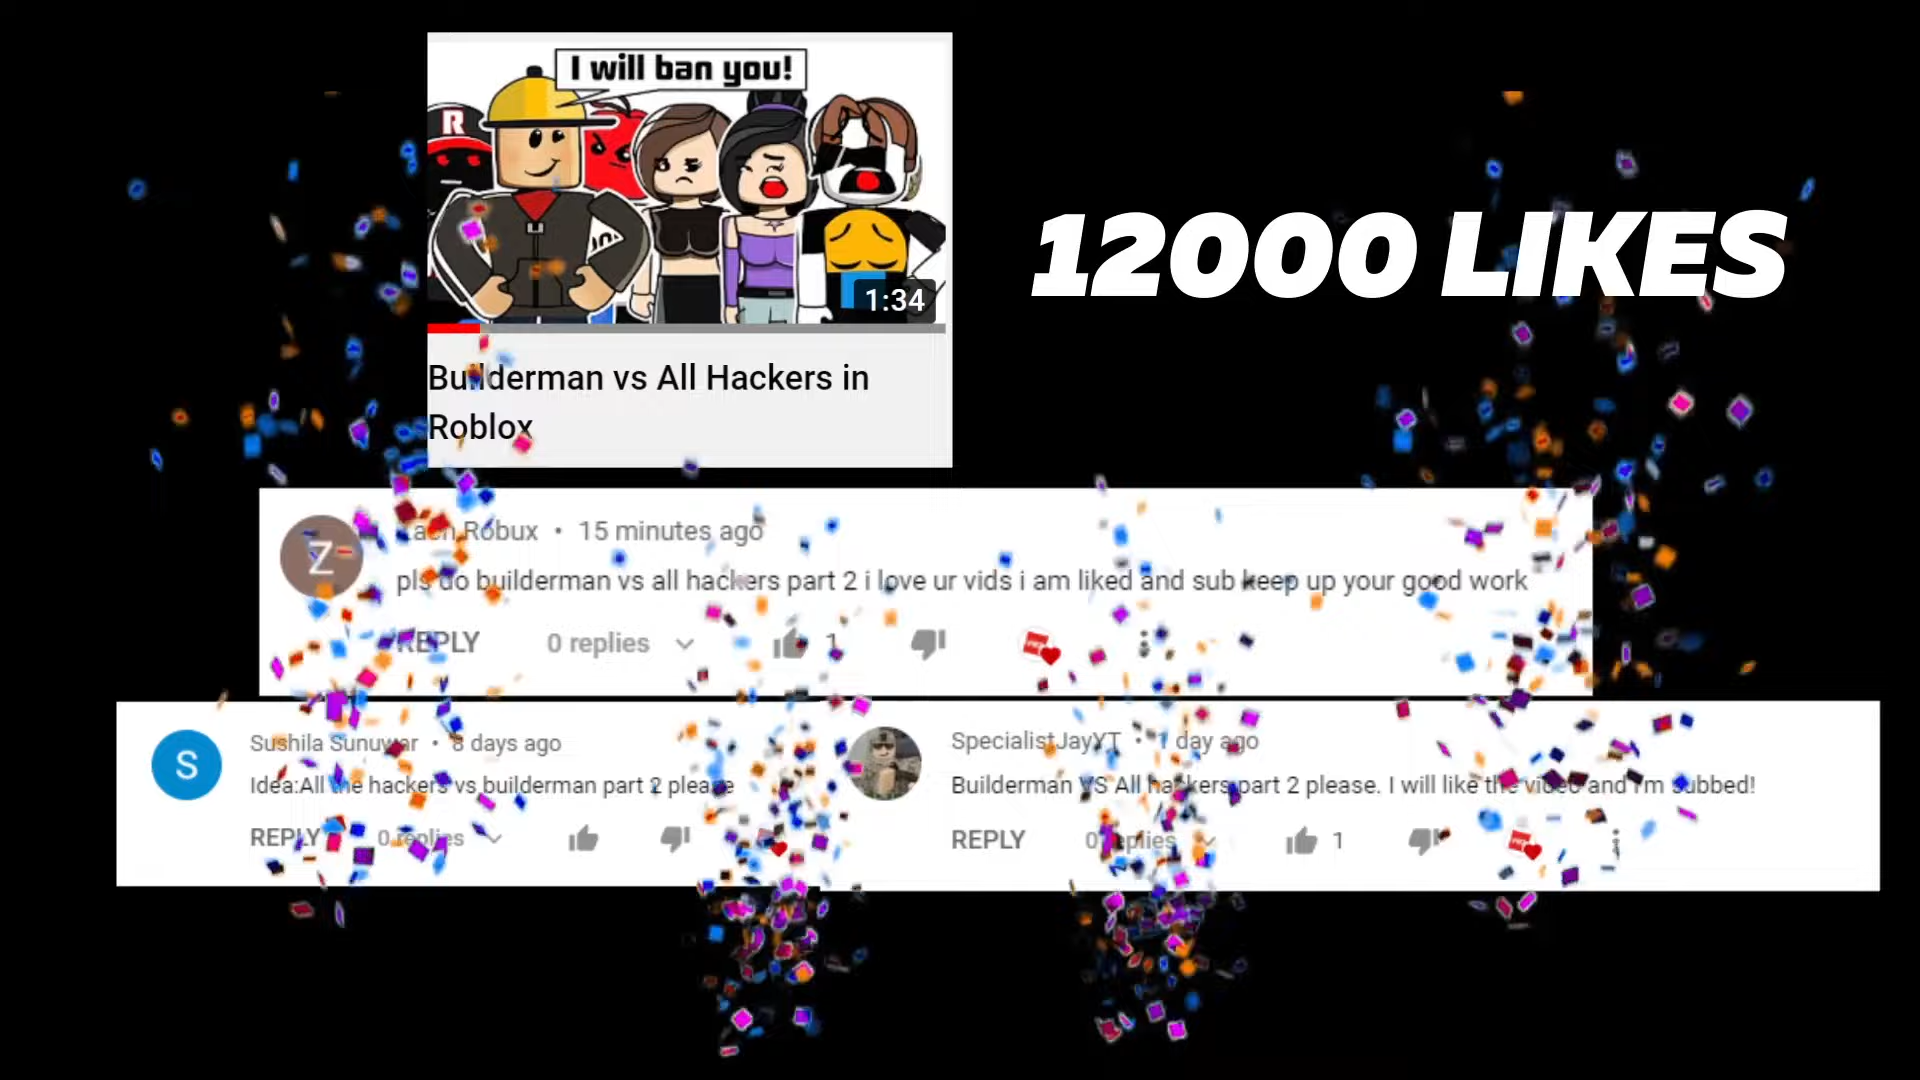 I will ban you!
R
1:34
12000 LIKES
Builderman vs All Hackers in
Roblox
Z
Robux • 15 minutes ago
pls do builderman vs all hackers part 2 i love ur vids i am liked and sub keep up your good work
REPLY 0 replies 1
S
Sushila Sunuwar • 8 days ago
Idea:All the hackers vs builderman part 2 please
REPLY 0 replies
SpecialistJayYT • 1 day ago
Builderman VS All hackers part 2 please. I will like the video and I'm subbed!
REPLY 0 replies 1